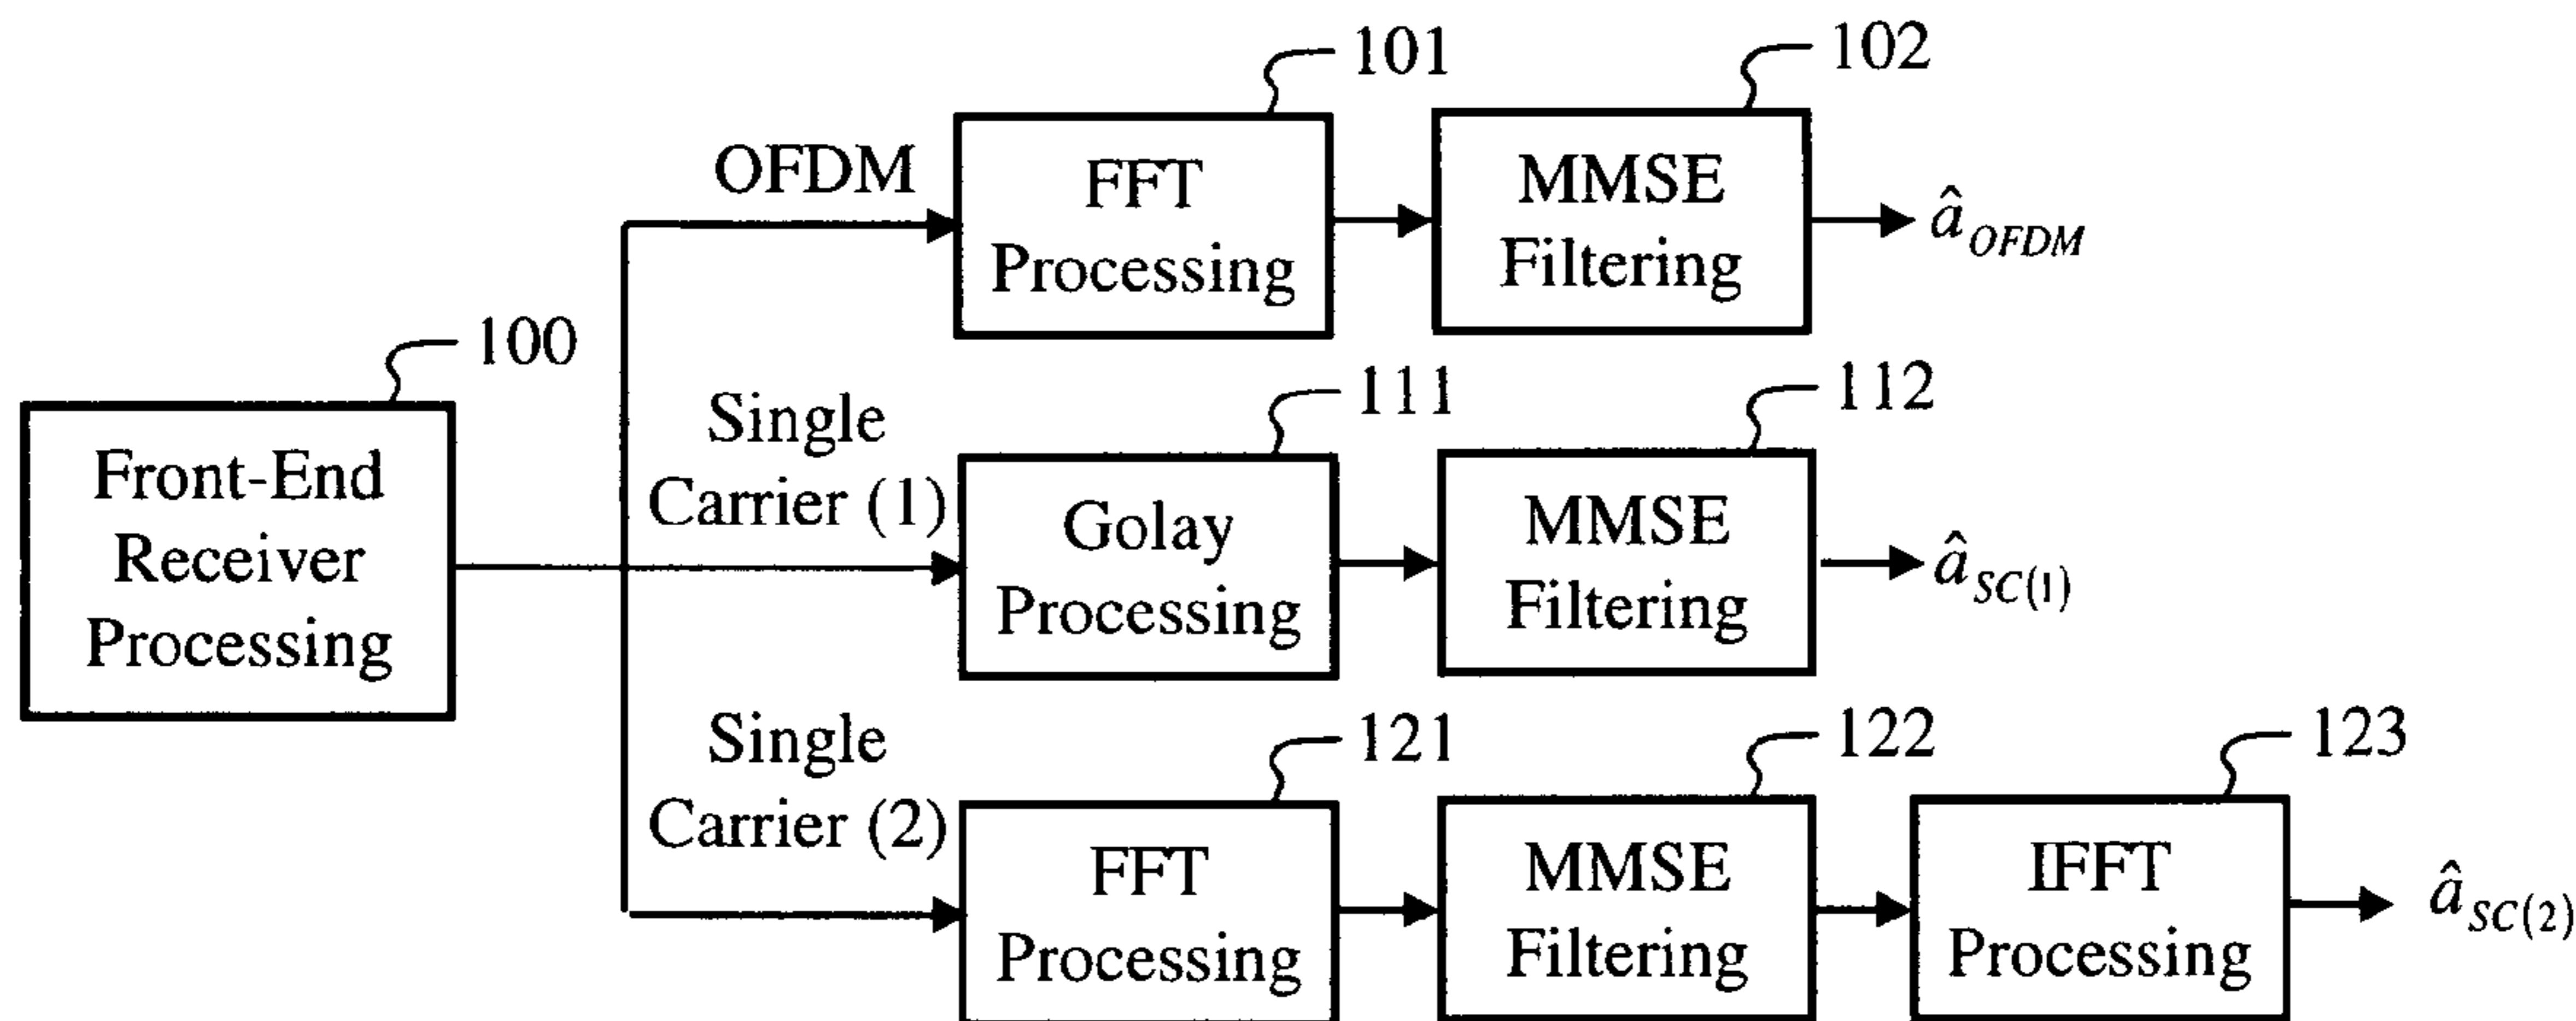 101
102
OFDM
FFT
Processing
MMSE
Filtering
â OFDM
100
Front-End
Receiver
Processing
111
112
Single
Carrier (1)
Golay
Processing
MMSE
Filtering
â SC(1)
121
122
123
Single
Carrier (2)
FFT
Processing
MMSE
Filtering
IFFT
Processing
â SC(2)